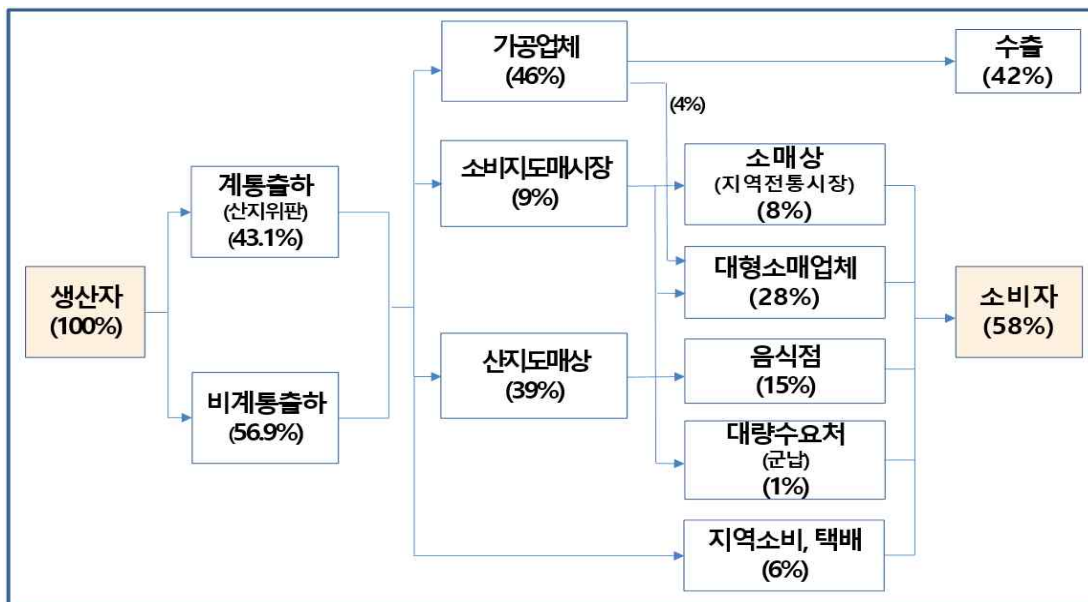 생산자
(100%)
계통출하
(산지위판)
(43.1%)
비계통출하
(56.9%)
가공업체
(46%)
(4%)
소비지도매시장
(9%)
산지도매상
(39%)
수출
(42%)
소매상
(지역전통시장)
(8%)
대형소매업체
(28%)
음식점
(15%)
대량수요처
(군납)
(1%)
지역소비, 택배
(6%)
소비자
(58%)